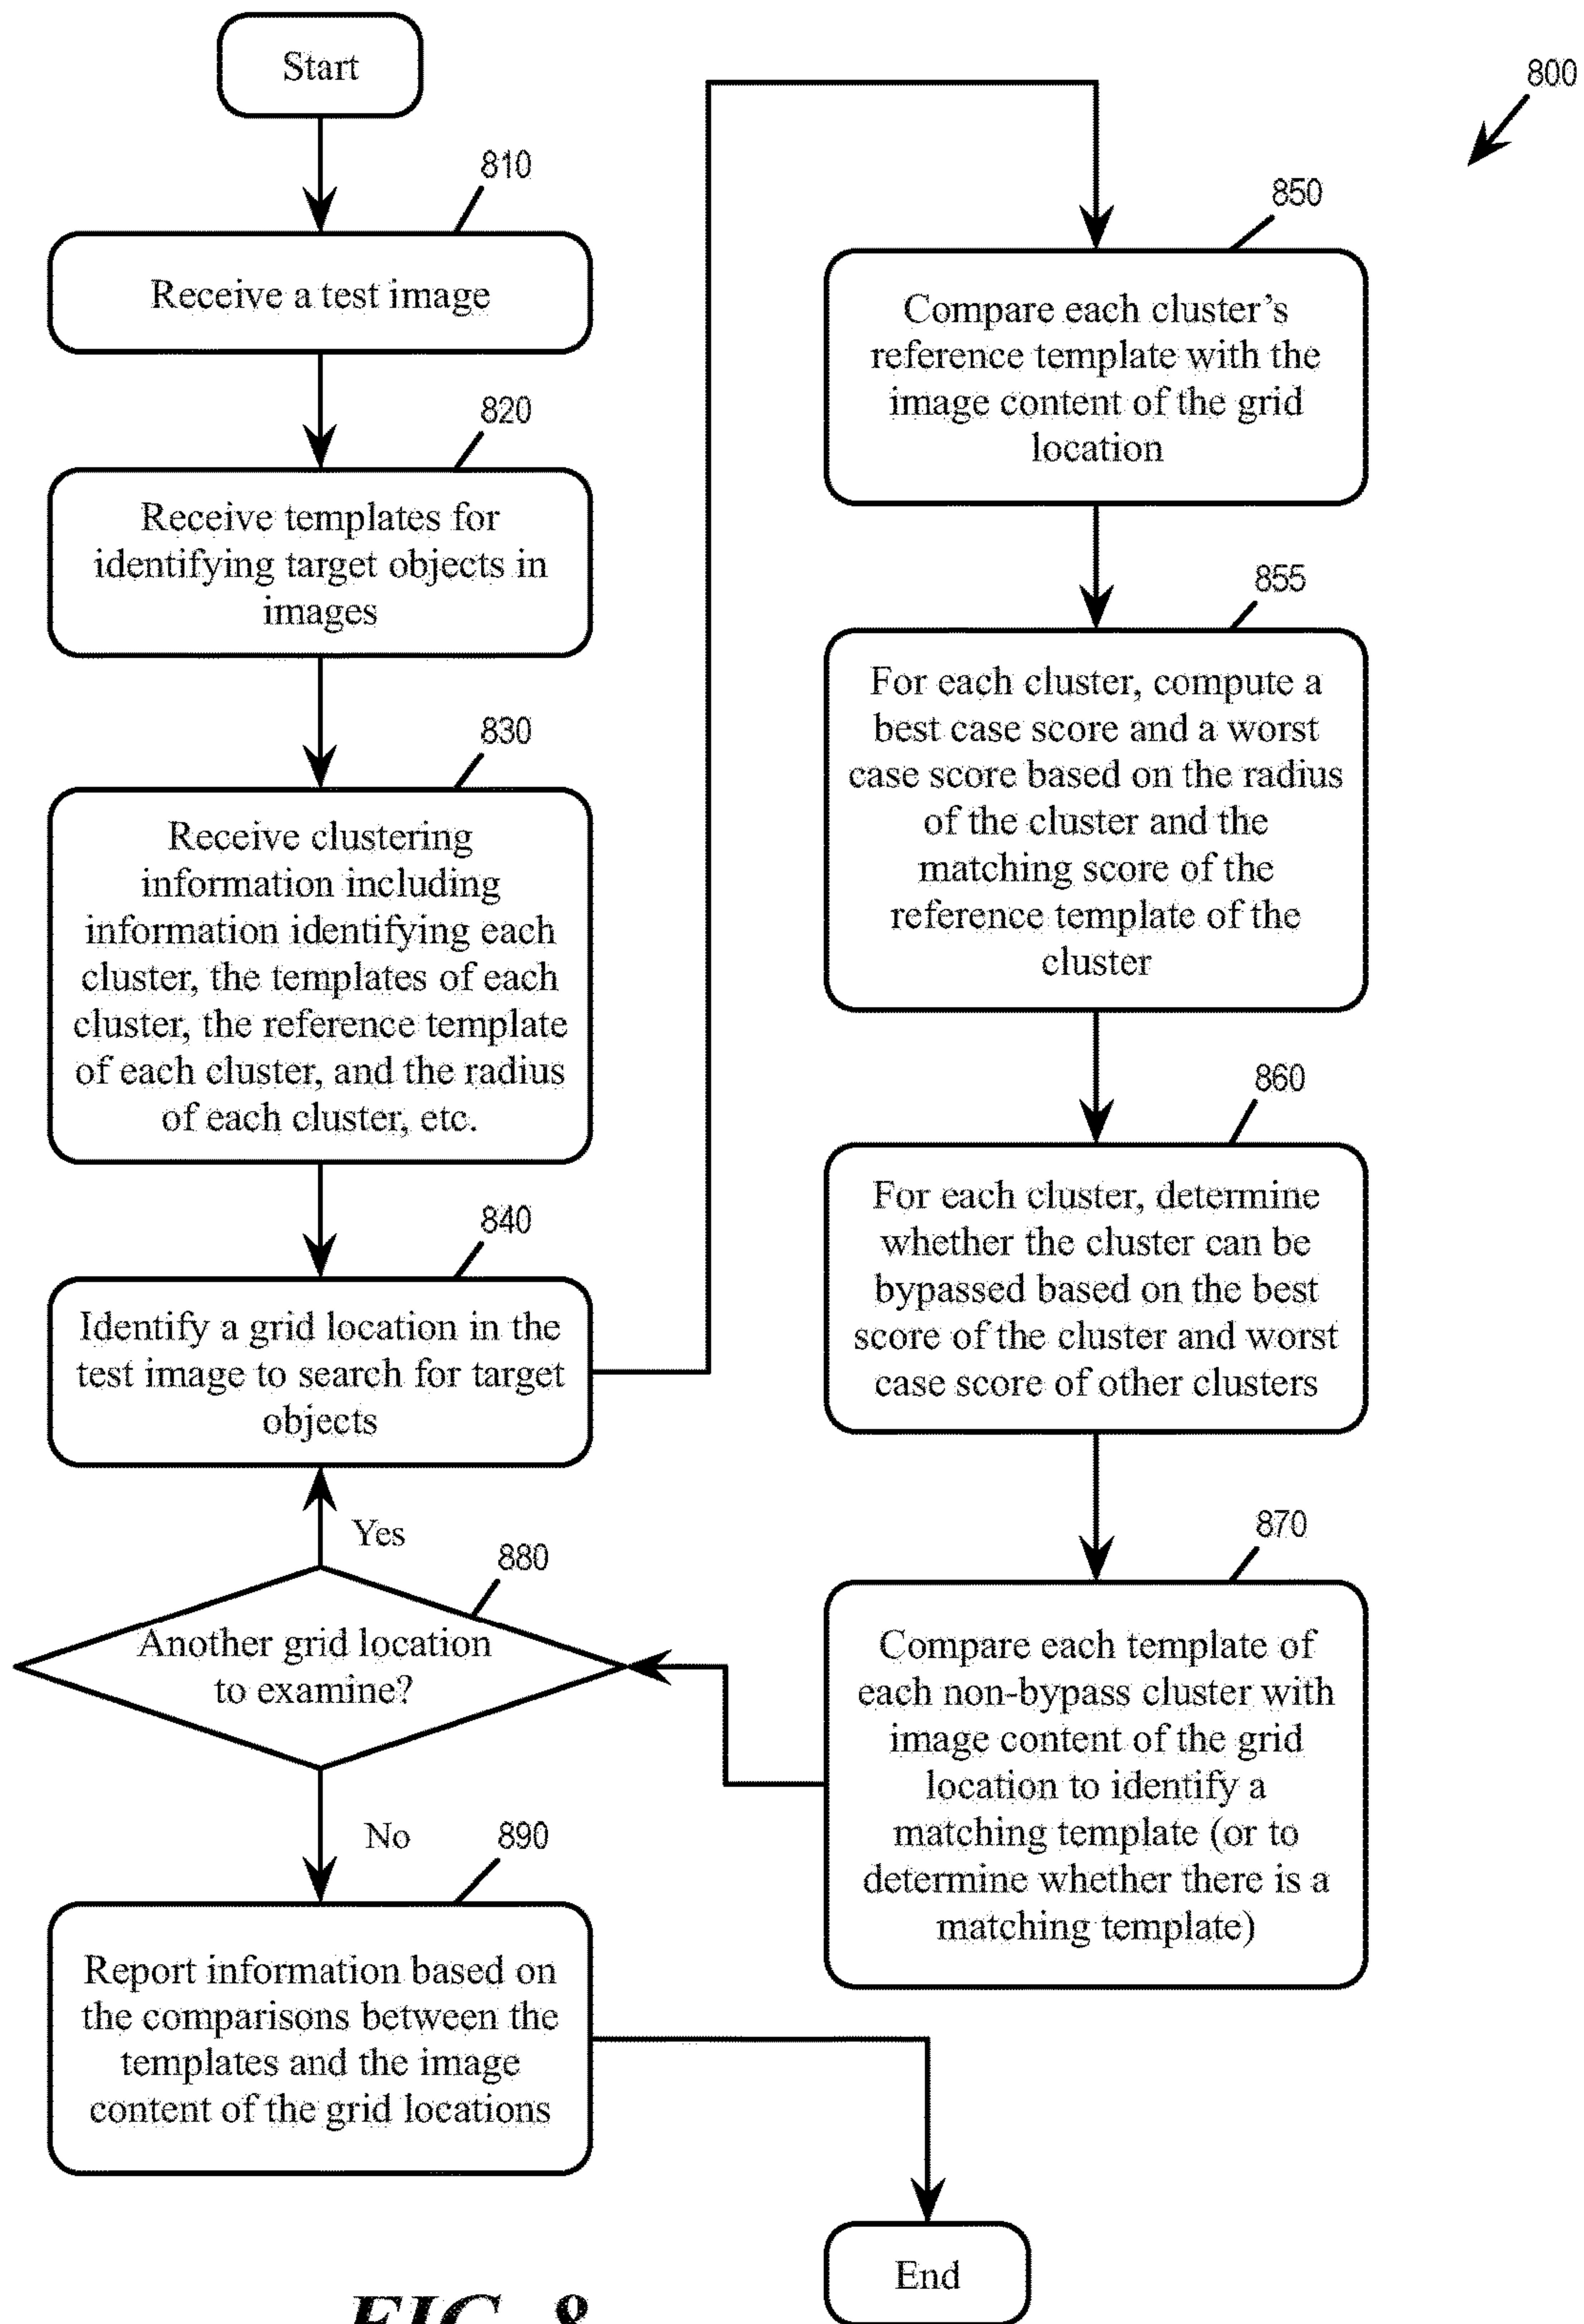 Start
800
810
Receive a test image
820
Receive templates for
identifying target objects in
images
830
Receive clustering
information including
information identifying each
cluster, the templates of each
cluster, the reference template
of each cluster, and the radius
of each cluster, etc.
840
Identify a grid location in the
test image to search for target
objects
850
Compare each cluster’s
reference template with the
image content of the grid
location
855
For each cluster, compute a
best case score and a worst
case score based on the radius
of the cluster and the
matching score of the
reference template of the
cluster
860
For each cluster, determine
whether the cluster can be
bypassed based on the best
score of the cluster and worst
case score of other clusters
870
Compare each template of
each non-bypass cluster with
image content of the grid
location to identify a
matching template (or to
determine whether there is a
matching template)
880
Another grid location
to examine?
Yes
No
890
Report information based on
the comparisons between the
templates and the image
content of the grid locations
End
FIG. 8